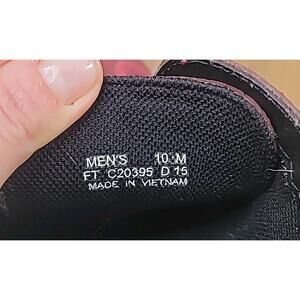 MEN'S 10 M
FT C20395 D 15
MADE IN VIETNAM